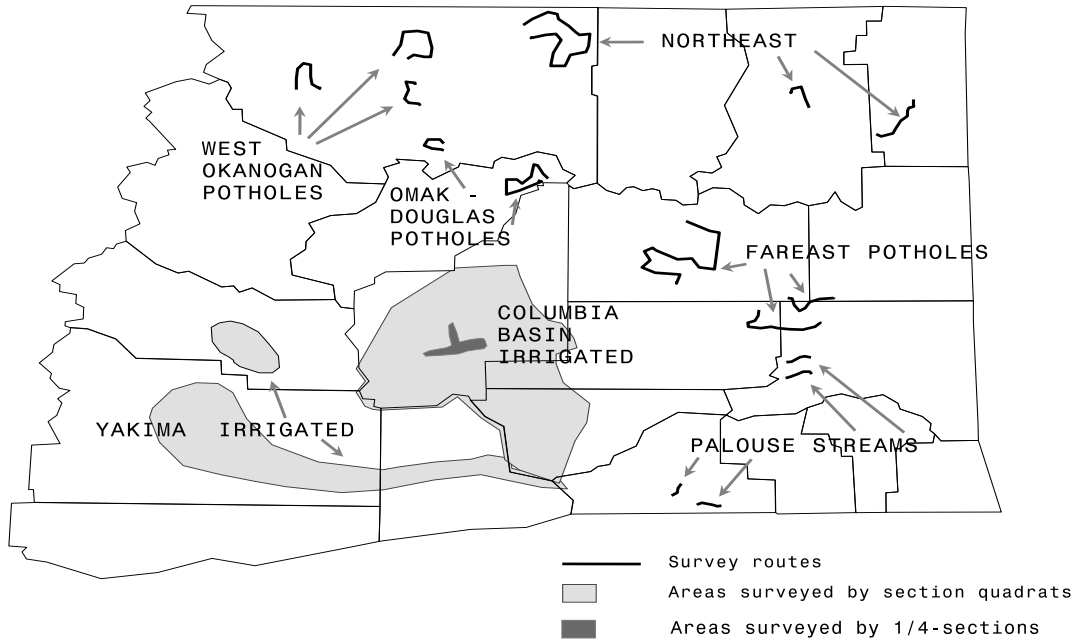 NORTHEAST
WEST
OKANOGAN
POTHOLES
OMAK -
DOUGLAS
POTHOLES
FAREAST POTHOLES
COLUMBIA
BASIN
IRRIGATED
YAKIMA IRRIGATED
PALOUSE STREAMS
Survey routes
Areas surveyed by section quadrats
Areas surveyed by 1/4-sections